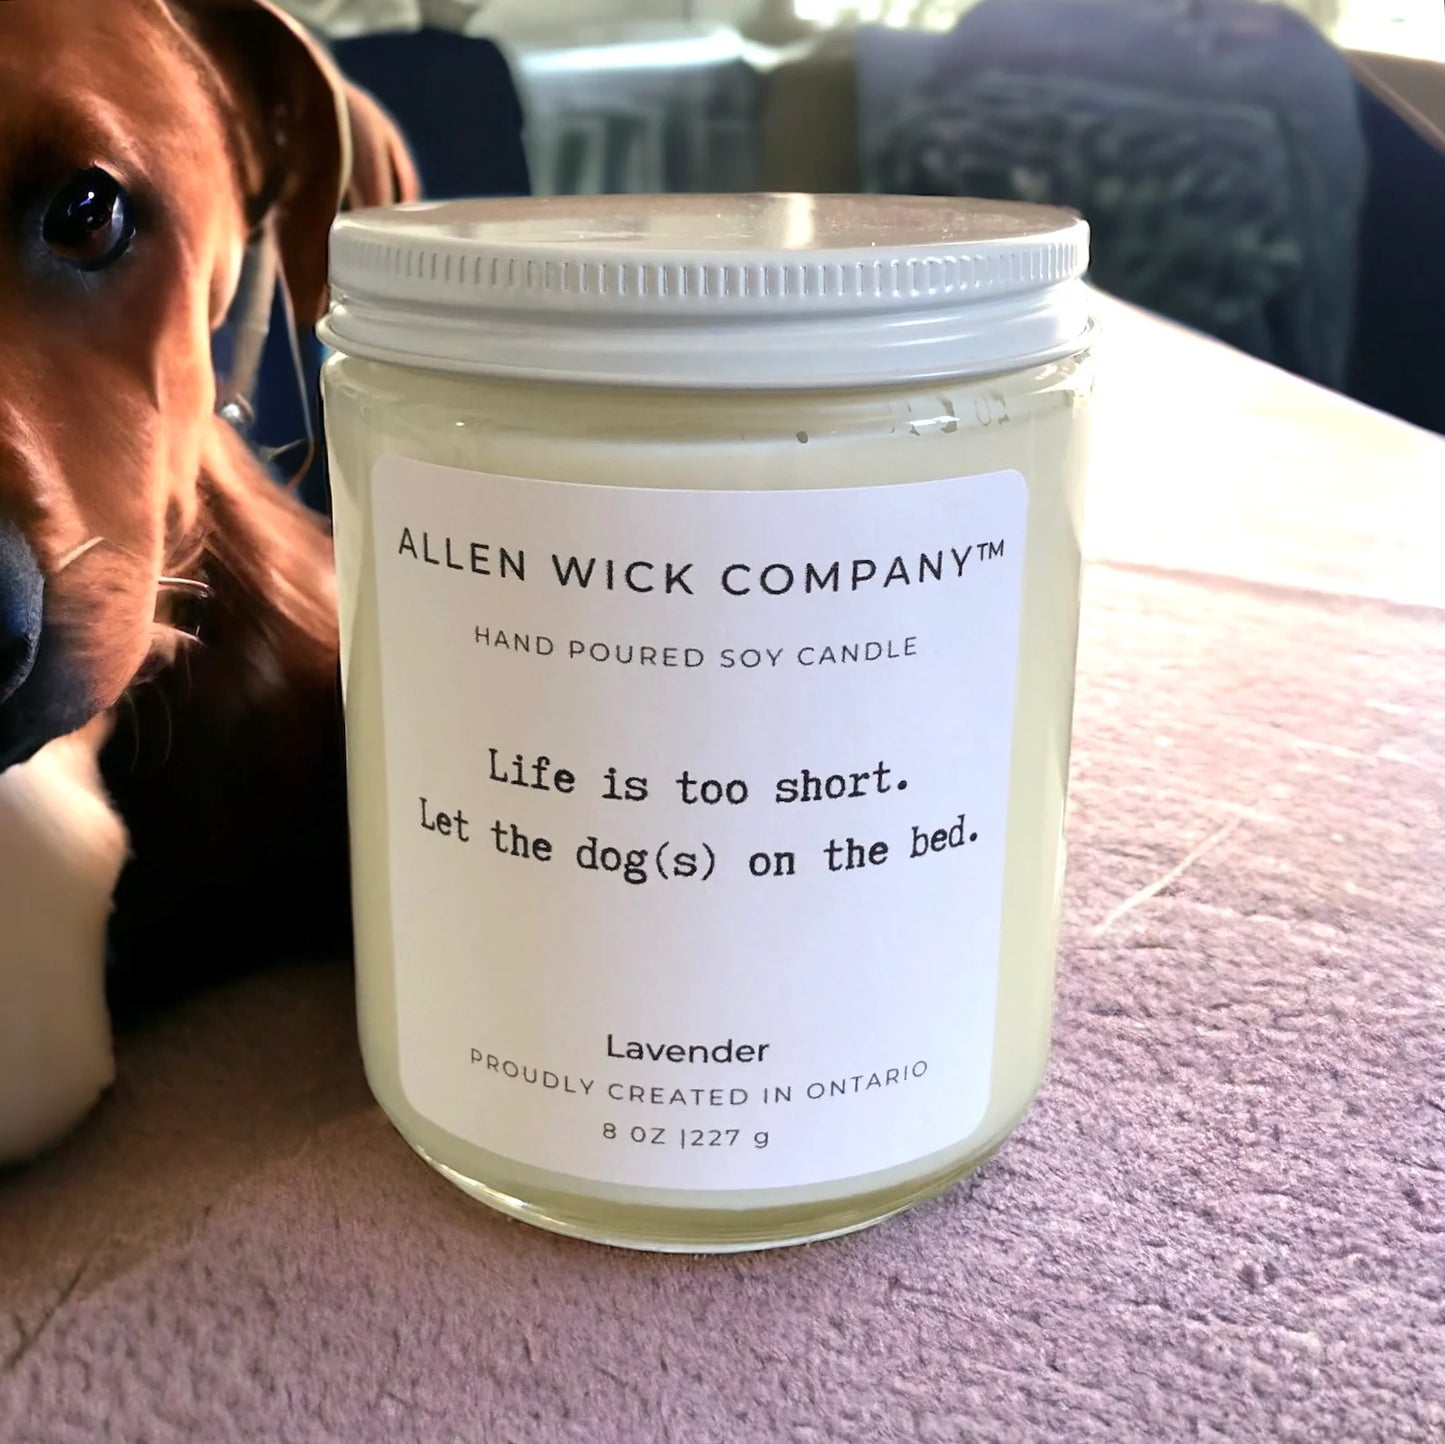 ALLEN WICK COMPANY™
HAND POURED SOY CANDLE
Life is too short.
Let the dog(s) on the bed.
Lavender
PROUDLY CREATED IN ONTARIO
8 OZ |227 g